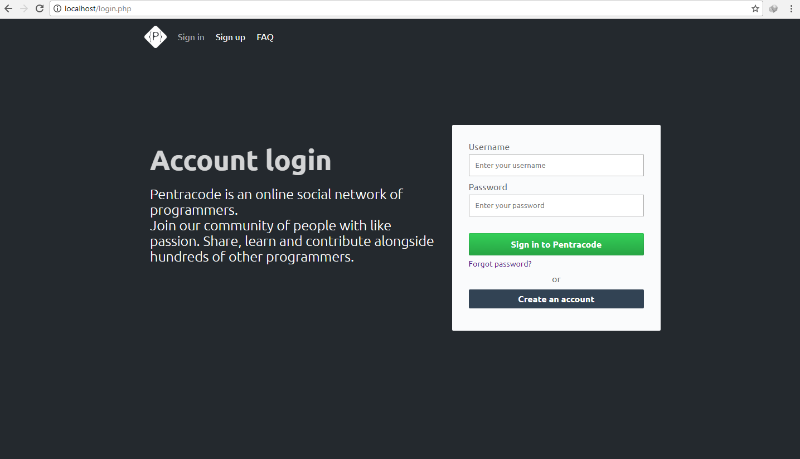 localhost/login.php
P Sign in Sign up FAQ
Account login
Pentracode is an online social network of
programmers.
Join our community of people with like
passion. Share, learn and contribute alongside
hundreds of other programmers.
Username
Enter your username
Password
Enter your password
Sign in to Pentracode
Forgot password?
or
Create an account